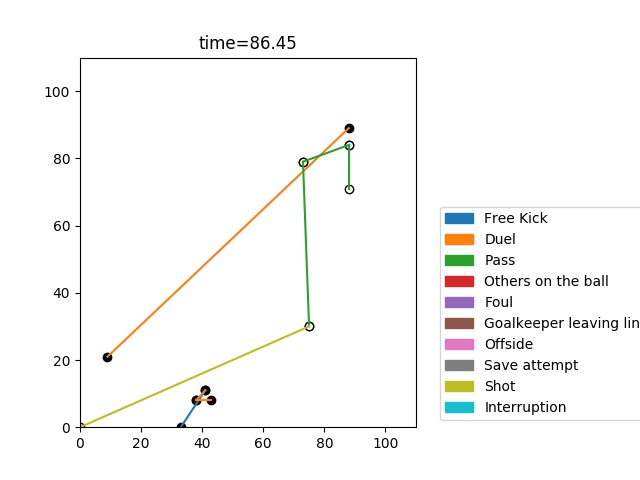 time=86.45
100
80
60
40
20
0
0 20 40 60 80 100
Free Kick
Duel
Pass
Others on the ball
Foul
Goalkeeper leaving lin
Offside
Save attempt
Shot
Interruption